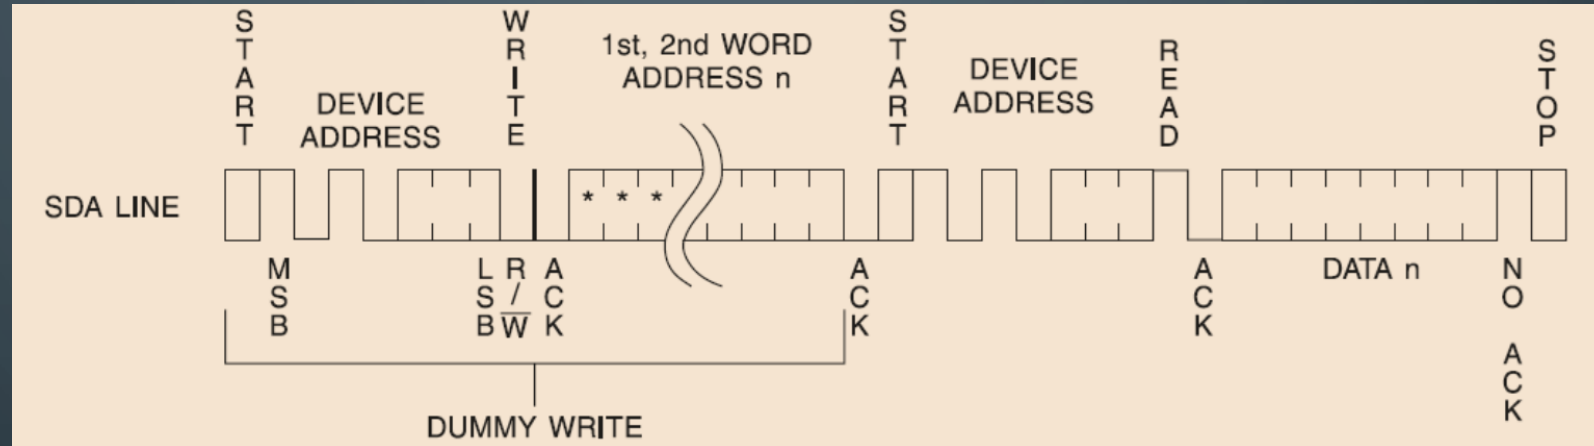 START
WRITE
1st, 2nd WORD
ADDRESS n
START
DEVICE
ADDRESS
READ
STOP
DEVICE
ADDRESS
SDA LINE
* * *
MSB
LSB
R/W̅
ACK
ACK
ACK
DATA n
NO ACK
DUMMY WRITE